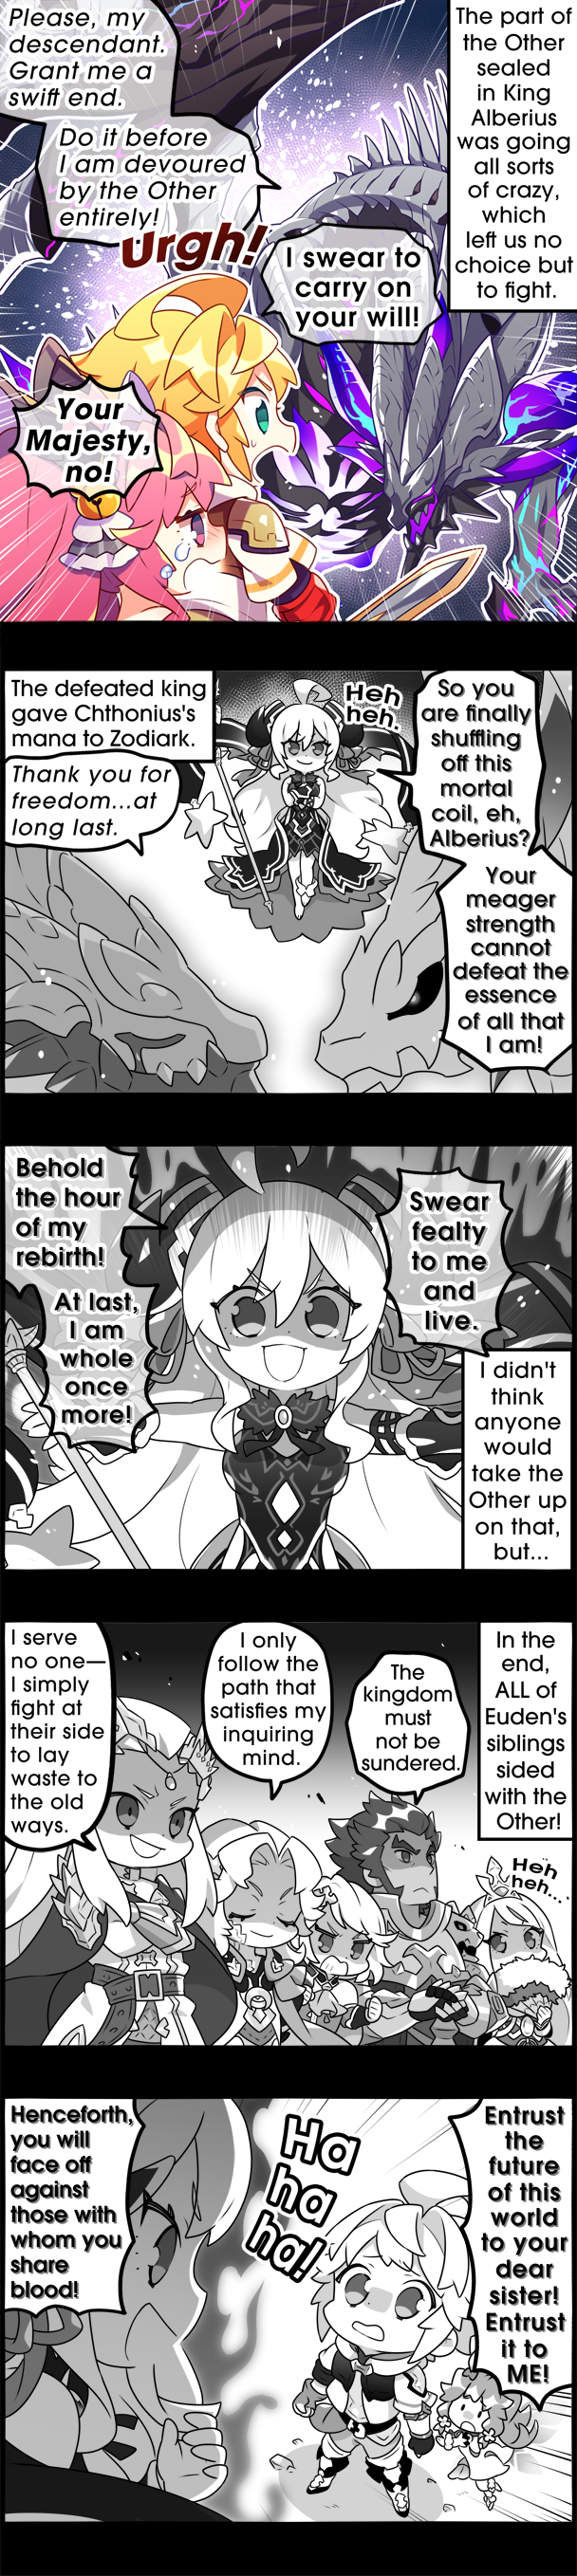 Please, my
descendant.
Grant me a
swift end.
Do it before
I am devoured
by the Other
entirely!
The part of
the Other
sealed
in King
Alberius
was going
all sorts
of crazy,
which
left us no
choice but
to fight.
Urgh!
I swear to
carry on
your will!
Your
Majesty,
no!
The defeated king
gave Chthonius's
mana to Zodiark.
Thank you for
freedom...at
long last.
Heh
heh.
So you
are finally
shuffling
off this
mortal
coil, eh,
Alberius?
Your
meager
strength
cannot
defeat the
essence
of all that
I am!
Behold
the hour
of my
rebirth!
At last,
I am
whole
once
more!
Swear
fealty
to me
and
live.
I didn't
think
anyone
would
take the
Other up
on that,
but...
I serve
no one—
I simply
fight at
their side
to lay
waste to
the old
ways.
I only
follow the
path that
satisfies my
inquiring
mind.
The
kingdom
must
not be
sundered.
In the
end,
ALL of
Euden's
siblings
sided
with the
Other!
Heh
heh...
Henceforth,
you will
face off
against
those with
whom you
share
blood!
Ha
ha
ha!
Entrust
the
future
of this
world
to your
dear
sister!
Entrust
it to
ME!